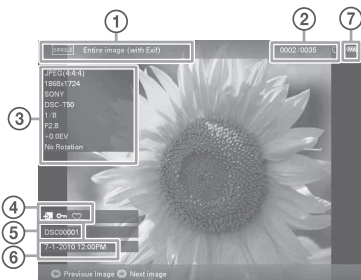 1
2
7
SINGLE Entire image (with Exif)
0002/0035
3
JPEG(4:4:4)
1868x1724
SONY
DSC-T50
1/8
F2.8
+0.0EV
No Rotation
4
5
DSC00001
6
7-1-2010 12:00PM
Previous Image Next image